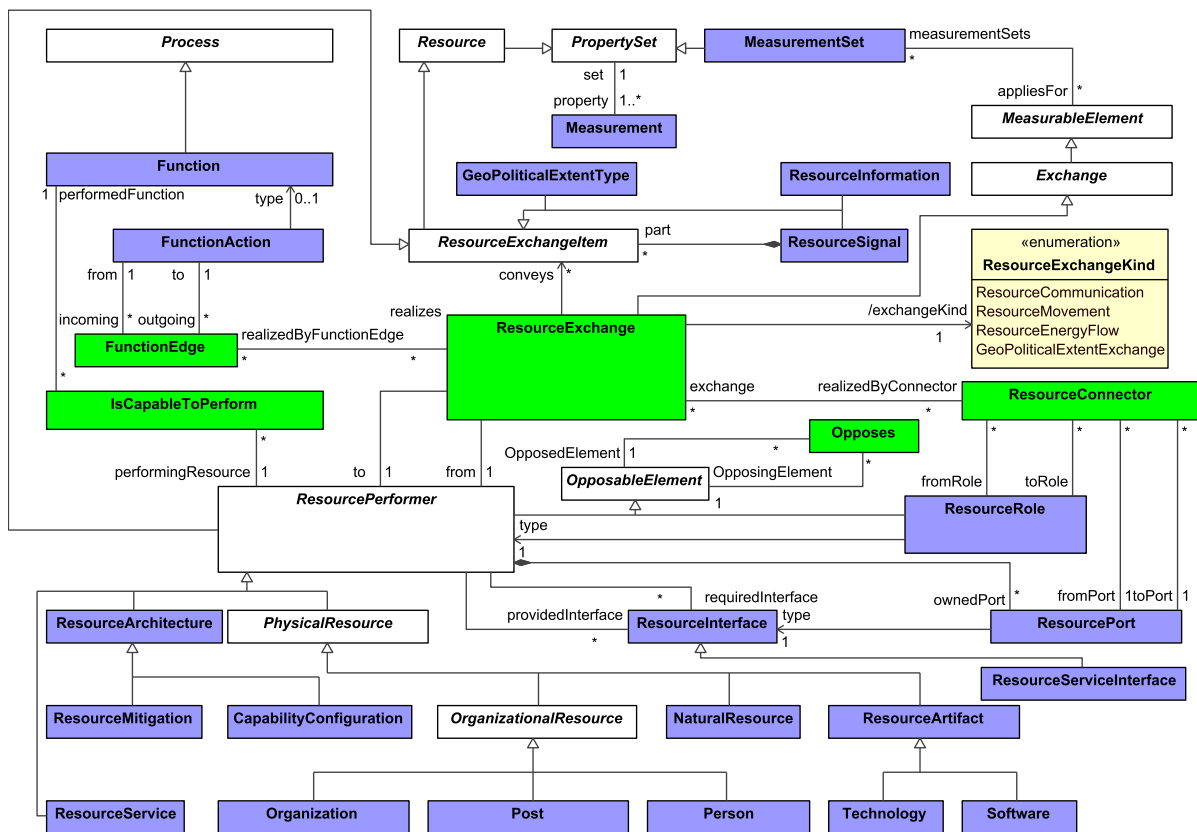 Process
Resource
PropertySet
MeasurementSet
measurementSets
*
set
1
property
1..*
appliesFor
*
Measurement
MeasurableElement
Function
GeoPoliticalExtentType
ResourceInformation
Exchange
1
performedFunction
type
0..1
FunctionAction
ResourceExchangeItem
part
*
ResourceSignal
«enumeration»
ResourceExchangeKind
ResourceCommunication
ResourceMovement
ResourceEnergyFlow
GeoPoliticalExtentExchange
from
1
to
1
conveys
*
incoming
*
outgoing
*
realizes
ResourceExchange
/exchangeKind
1
FunctionEdge
realizedByFunctionEdge
*
*
*
IsCapableToPerform
exchange
*
realizedByConnector
*
ResourceConnector
*
*
*
*
*
performingResource
1
to
1
from
1
OpposedElement
1
*
Opposes
*
OpposableElement
OpposingElement
1
fromRole
toRole
ResourcePerformer
ResourceRole
type
1
1
ResourceArchitecture
PhysicalResource
providedInterface
*
*
requiredInterface
ResourceInterface
type
1
ownedPort
*
fromPort
1
toPort
1
ResourcePort
ResourceServiceInterface
ResourceMitigation
CapabilityConfiguration
OrganizationalResource
NaturalResource
ResourceArtifact
ResourceService
Organization
Post
Person
Technology
Software